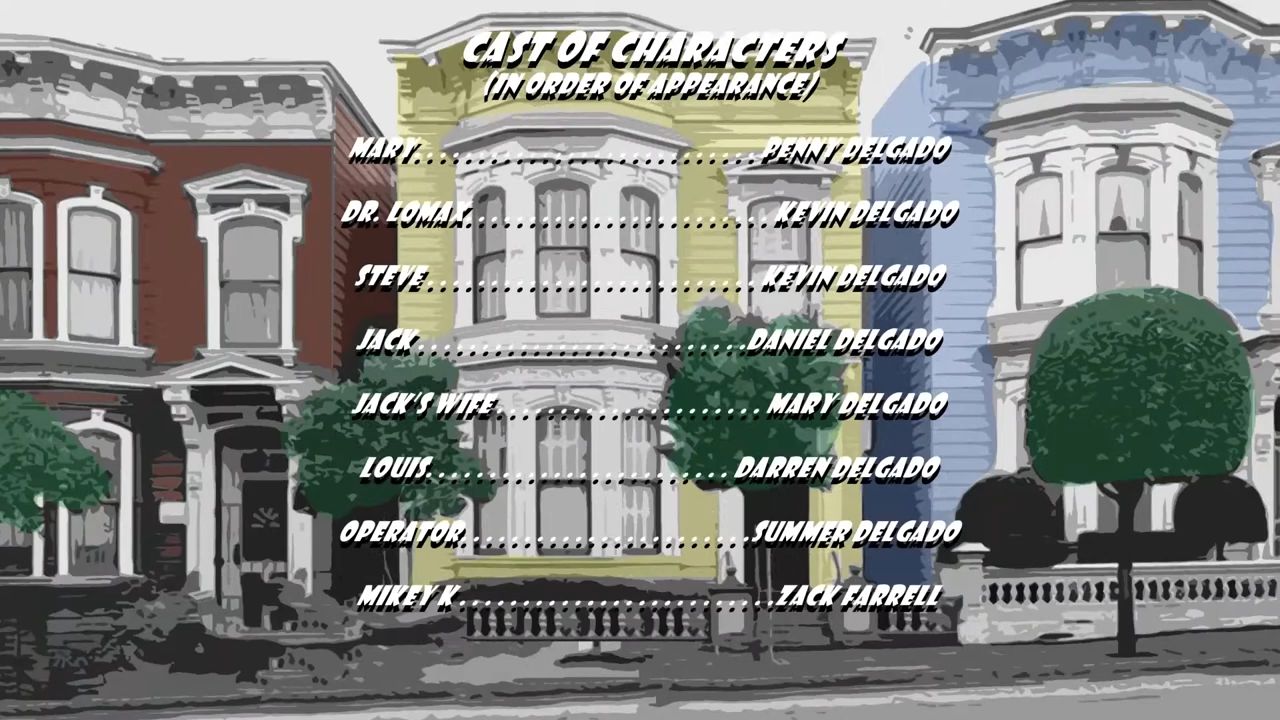 CAST OF CHARACTERS
(IN ORDER OF APPEARANCE)
MARY..........................PENNY DELGADO
DR. LOMAX.......................KEVIN DELGADO
STEVE.........................KEVIN DELGADO
JACK.........................DANIEL DELGADO
JACK'S WIFE.....................MARY DELGADO
LOUIS.......................DARREN DELGADO
OPERATOR......................SUMMER DELGADO
MIKEY K........................ZACK FARRELL